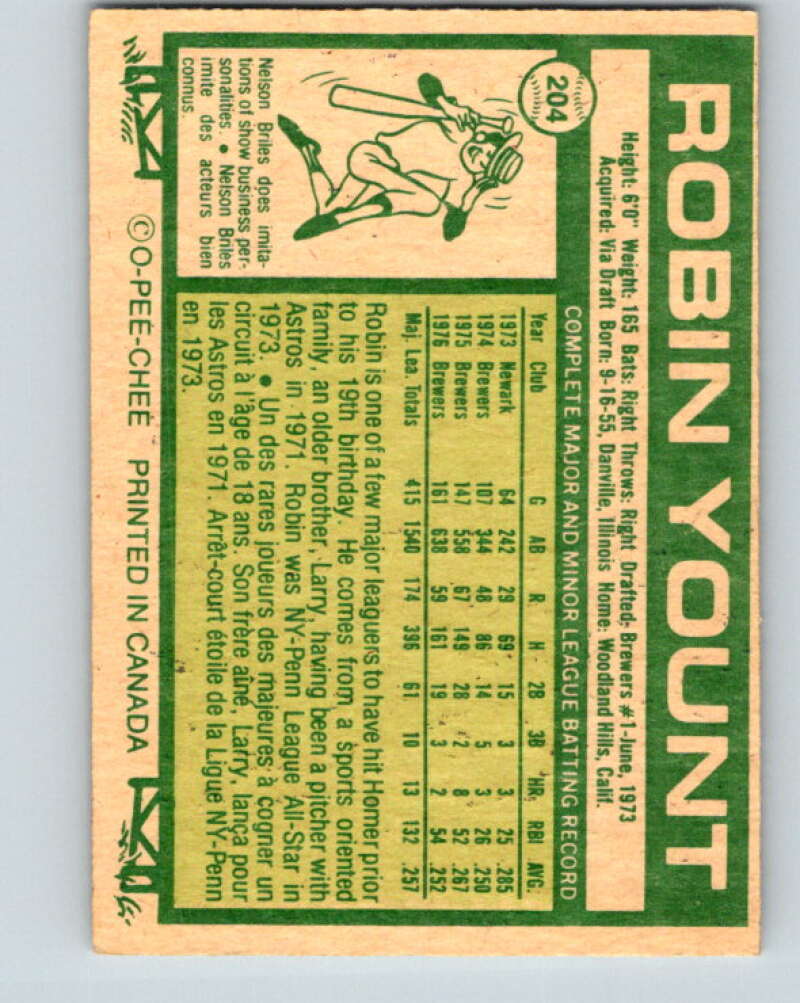 204
ROBIN YOUNT
Height: 6'0" Weight: 165 Bats: Right Throws: Right Drafted: Brewers #1-June, 1973
Acquired: Via Draft Born: 9-16-55, Danville, Illinois Home: Woodland Hills, Calif.
COMPLETE MAJOR AND MINOR LEAGUE BATTING RECORD
Year Club G AB R H 2B 3B HR RBI AVG.
1973 Newark 64 242 29 69 15 3 3 25 .285
1974 Brewers 107 344 48 86 14 5 3 26 .250
1975 Brewers 147 558 67 149 28 2 8 52 .267
1976 Brewers 161 638 59 161 19 3 2 54 .252
Maj. Lea. Totals 415 1540 174 396 61 10 13 132 .257
Robin is one of a few major leaguers to have hit Homer prior
to his 19th birthday. He comes from a sports oriented
family, an older brother, Larry, having been a pitcher with
Astros in 1971. Robin was NY-Penn League All-Star in
1973. ● Un des rares joueurs des majeures à cogner un
circuit à l'âge de 18 ans. Son frère aîné, Larry, lança pour
les Astros en 1971. Arrêt-court étoile de la Ligue NY-Penn
en 1973.
Nelson Briles does imita-
tions of show business per-
sonalities. ● Nelson Briles
imite des acteurs bien
connus.
©O-PEE-CHEE PRINTED IN CANADA